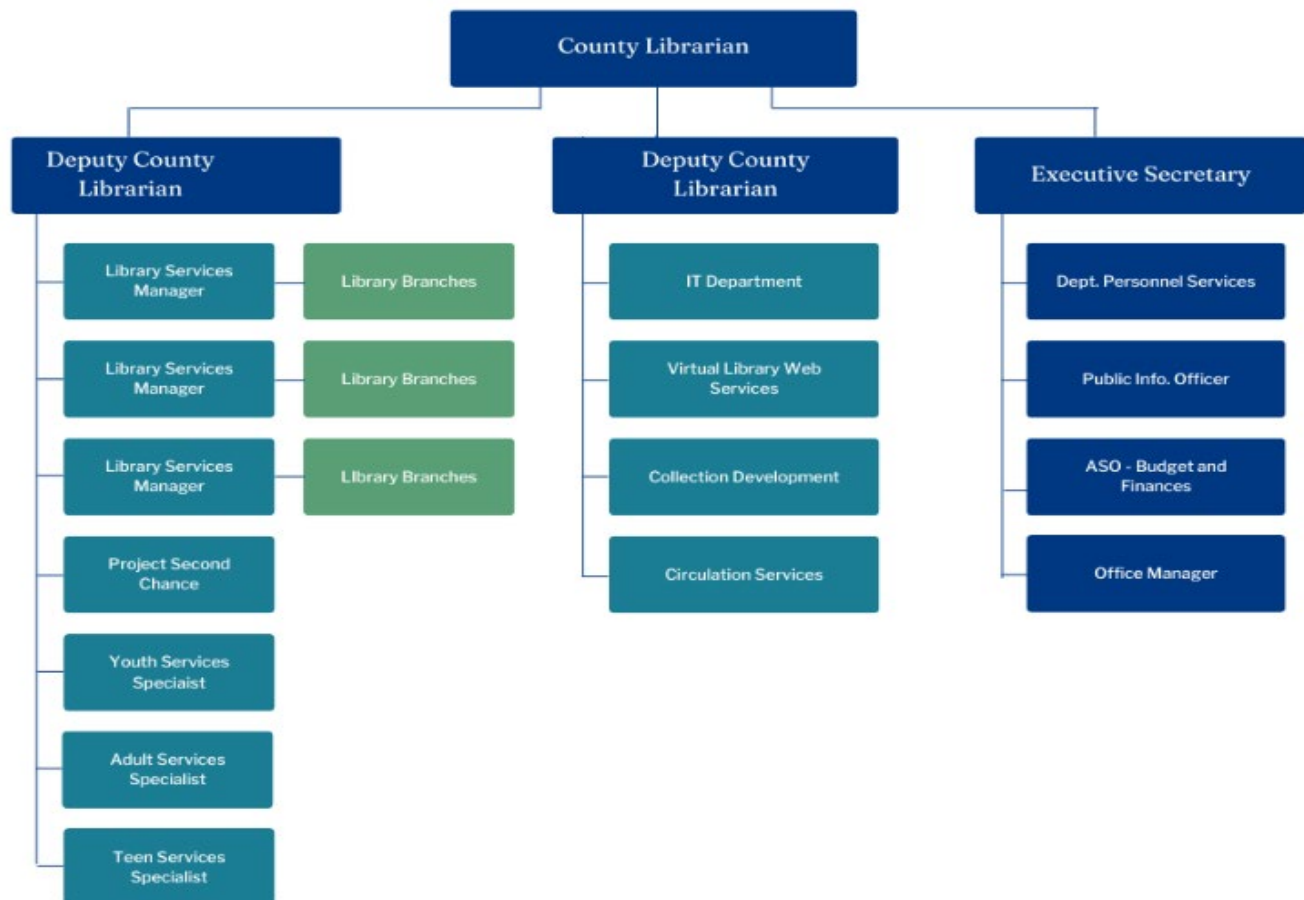 County Librarian
Deputy County
Librarian
Deputy County
Librarian
Executive Secretary
Library Services
Manager
Library Branches
Library Services
Manager
Library Branches
Library Services
Manager
LIbrary Branches
Project Second
Chance
Youth Services
Speciaist
Adult Services
Specialist
Teen Services
Specialist
IT Department
Virtual Library Web
Services
Collection Development
Circulation Services
Dept. Personnel Services
Public Info. Officer
ASO - Budget and
Finances
Office Manager